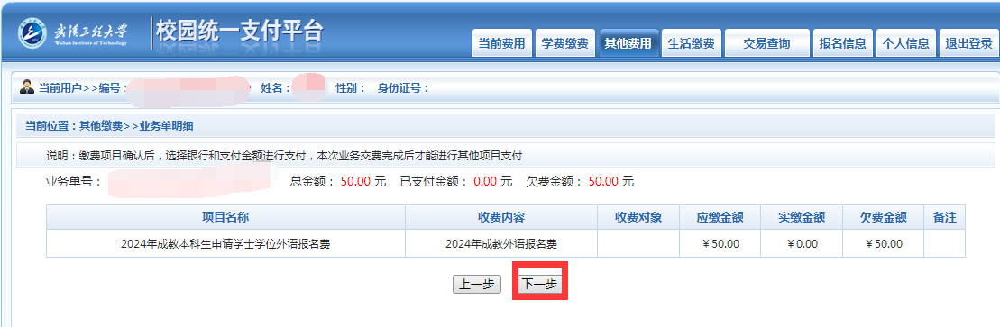 武汉工程大学
Wuhan Institute of Technology
校园统一支付平台
当前费用 学费缴费 其他费用 生活缴费 交易查询 报名信息 个人信息 退出登录
当前用户>>编号: 姓名: 性别: 身份证号:
当前位置:其他缴费>>业务单明细
说明:缴费项目确认后,选择银行和支付金额进行支付,本次业务交费完成后才能进行其他项目支付
业务单号: 总金额: 50.00 元 已支付金额: 0.00 元 欠费金额: 50.00 元
项目名称 收费内容 收费对象 应缴金额 实缴金额 欠费金额 备注
2024年成教本科生申请学士学位外语报名费 2024年成教外语报名费 ¥50.00 ¥0.00 ¥50.00
上一步 下一步